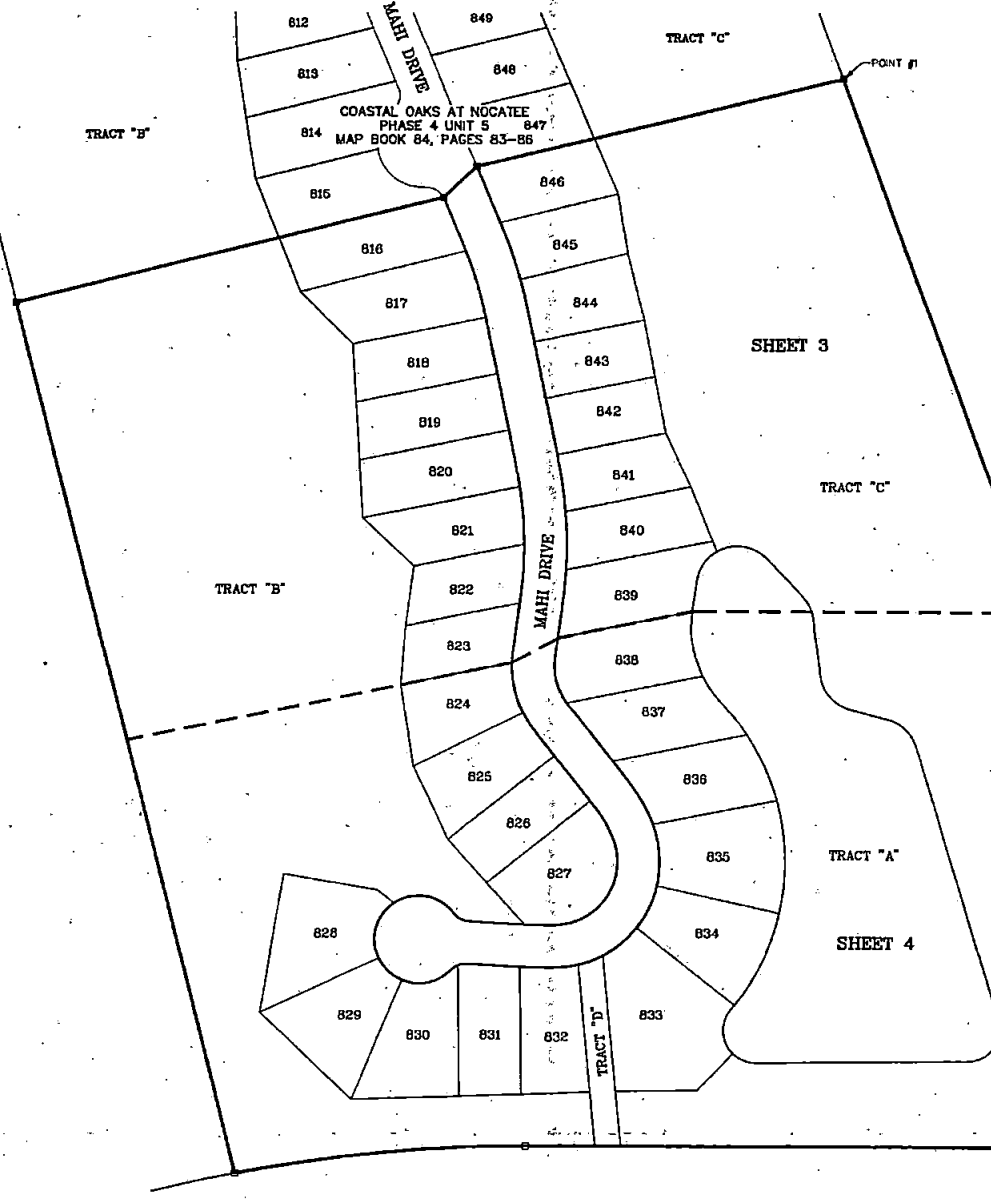 812
MAHI DRIVE
849
TRACT "C"
813
848
POINT #1
COASTAL OAKS AT NOCATEE
PHASE 4 UNIT 5
MAP BOOK 84, PAGES 83-86
TRACT "B"
814
847
815
846
816
845
817
844
SHEET 3
818
843
819
842
820
841
TRACT "C"
821
840
MAHI DRIVE
TRACT "B"
822
839
823
838
824
837
825
836
826
835
TRACT "A"
827
828
834
SHEET 4
829
833
830
831
832
TRACT "D"